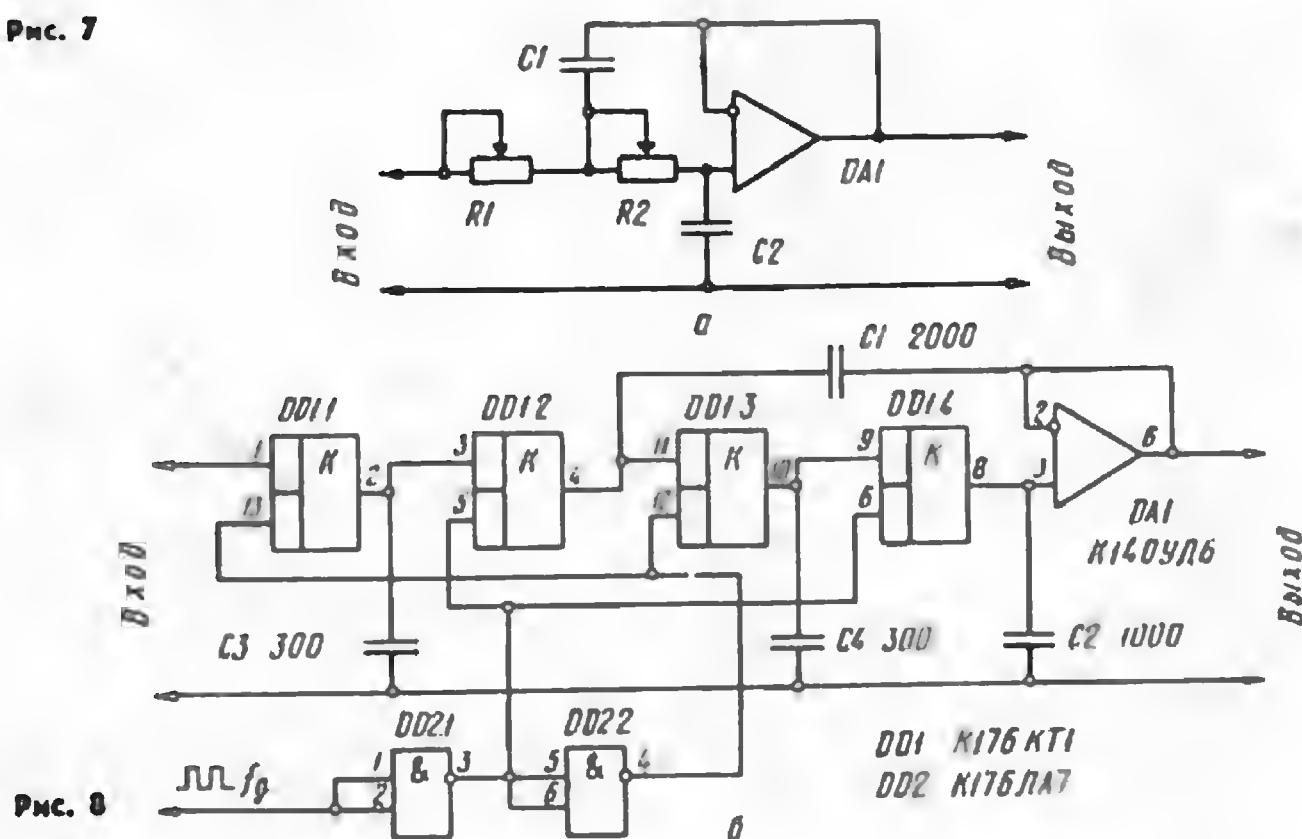 Рис. 7
C1
R1
R2
DA1
C2
Вход
Выход
а
C1 2000
DD1.1
DD1.2
DD1.3
DD1.4
1
К
2
13
3
К
4
5
11
К
10
12
9
К
8
6
2
3
6
DA1
К140УД6
Вход
Выход
C3 300
C4 300
C2 1000
DD2.1
DD2.2
1
2
&
3
5
6
&
4
fд
DD1 К176КТ1
DD2 К176ЛА7
Рис. 8
б